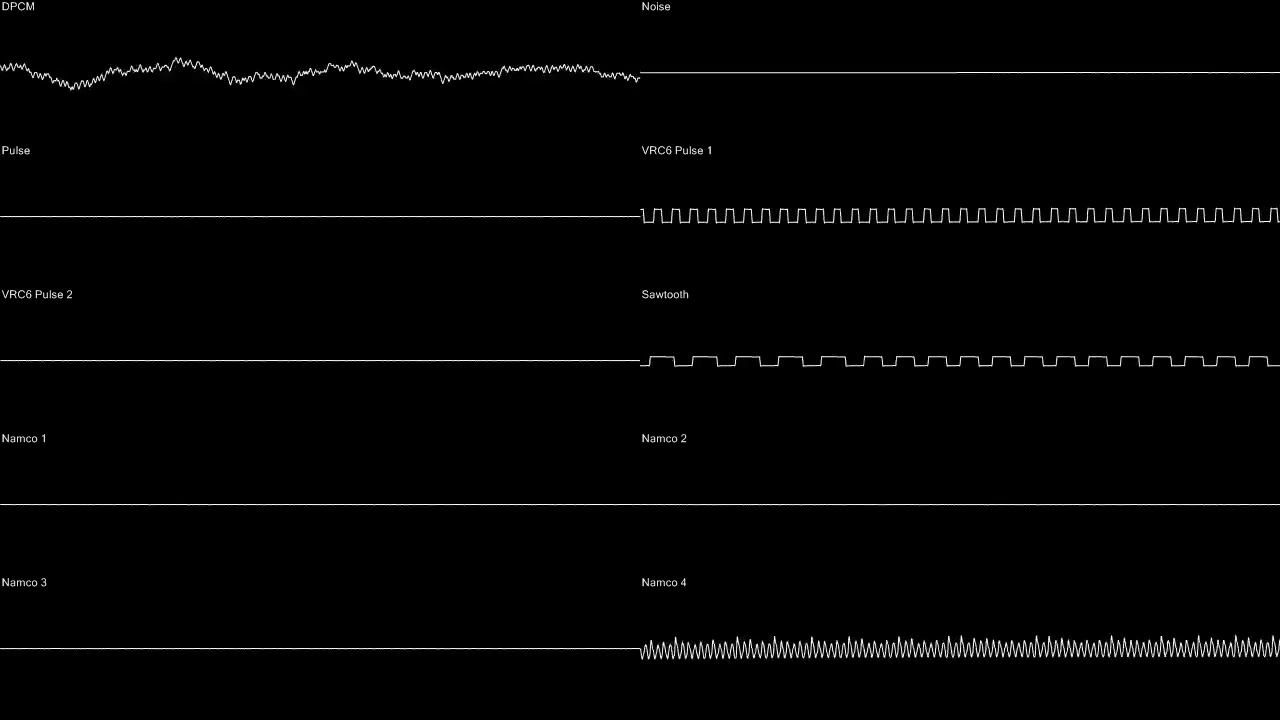 DPCM
Noise
Pulse
VRC6 Pulse 1
VRC6 Pulse 2
Sawtooth
Namco 1
Namco 2
Namco 3
Namco 4